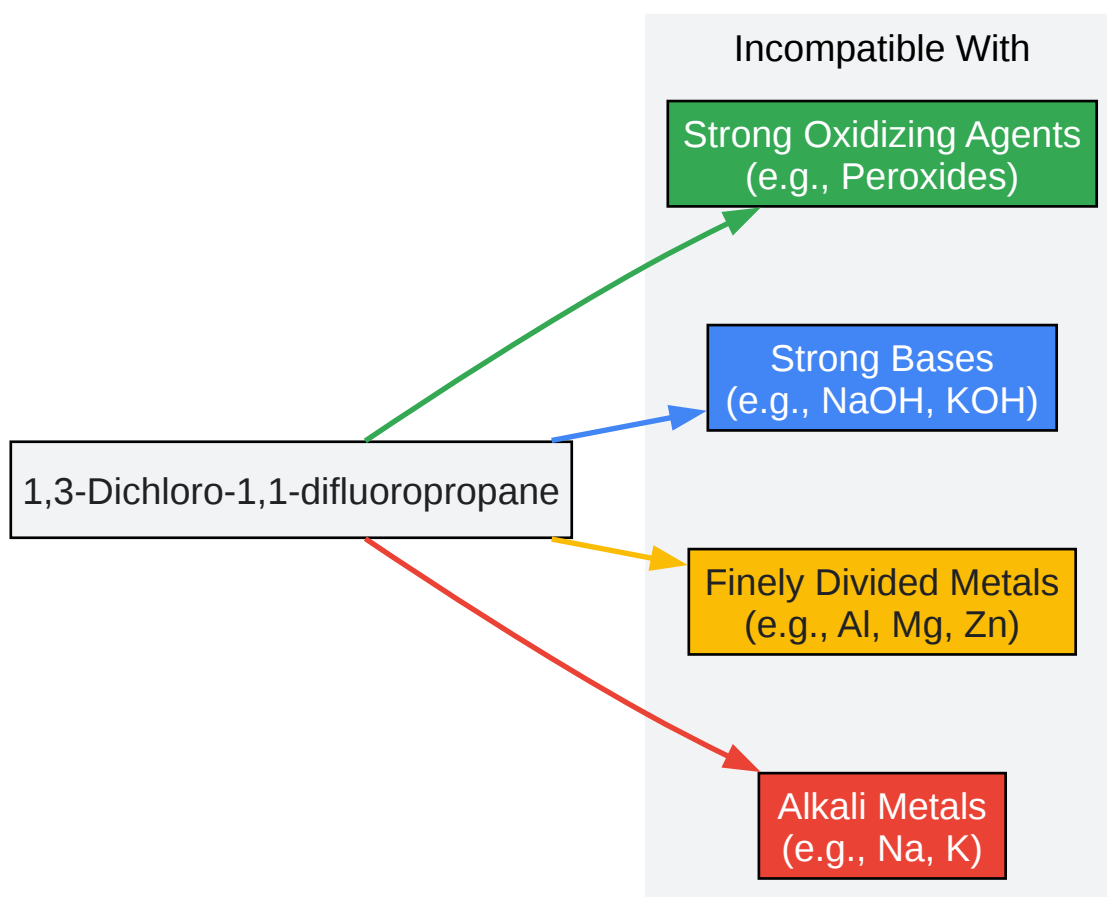 Incompatible With
Strong Oxidizing Agents
(e.g., Peroxides)
Strong Bases
(e.g., NaOH, KOH)
1,3-Dichloro-1,1-difluoropropane
Finely Divided Metals
(e.g., Al, Mg, Zn)
Alkali Metals
(e.g., Na, K)